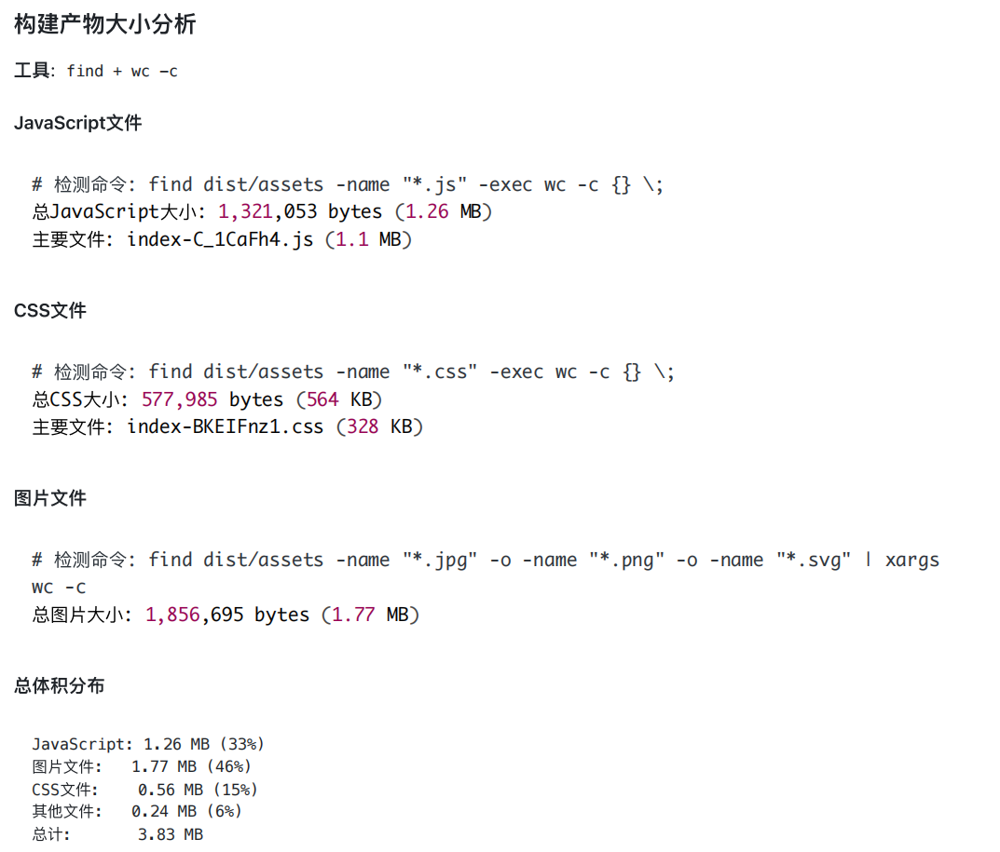 构建产物大小分析
工具: find + wc -c
JavaScript文件
# 检测命令: find dist/assets -name "*.js" -exec wc -c {} \;
总JavaScript大小: 1,321,053 bytes (1.26 MB)
主要文件: index-C_1CaFh4.js (1.1 MB)
CSS文件
# 检测命令: find dist/assets -name "*.css" -exec wc -c {} \;
总CSS大小: 577,985 bytes (564 KB)
主要文件: index-BKEIFnz1.css (328 KB)
图片文件
# 检测命令: find dist/assets -name "*.jpg" -o -name "*.png" -o -name "*.svg" | xargs
wc -c
总图片大小: 1,856,695 bytes (1.77 MB)
总体积分布
JavaScript: 1.26 MB (33%)
图片文件: 1.77 MB (46%)
CSS文件: 0.56 MB (15%)
其他文件: 0.24 MB (6%)
总计: 3.83 MB